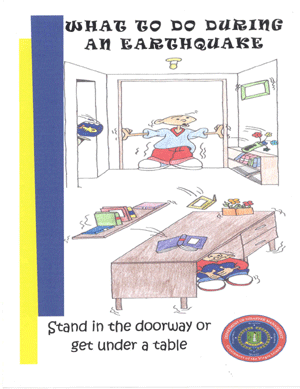 WHAT TO DO DURING
AN EARTHQUAKE
Stand in the doorway or
get under a table